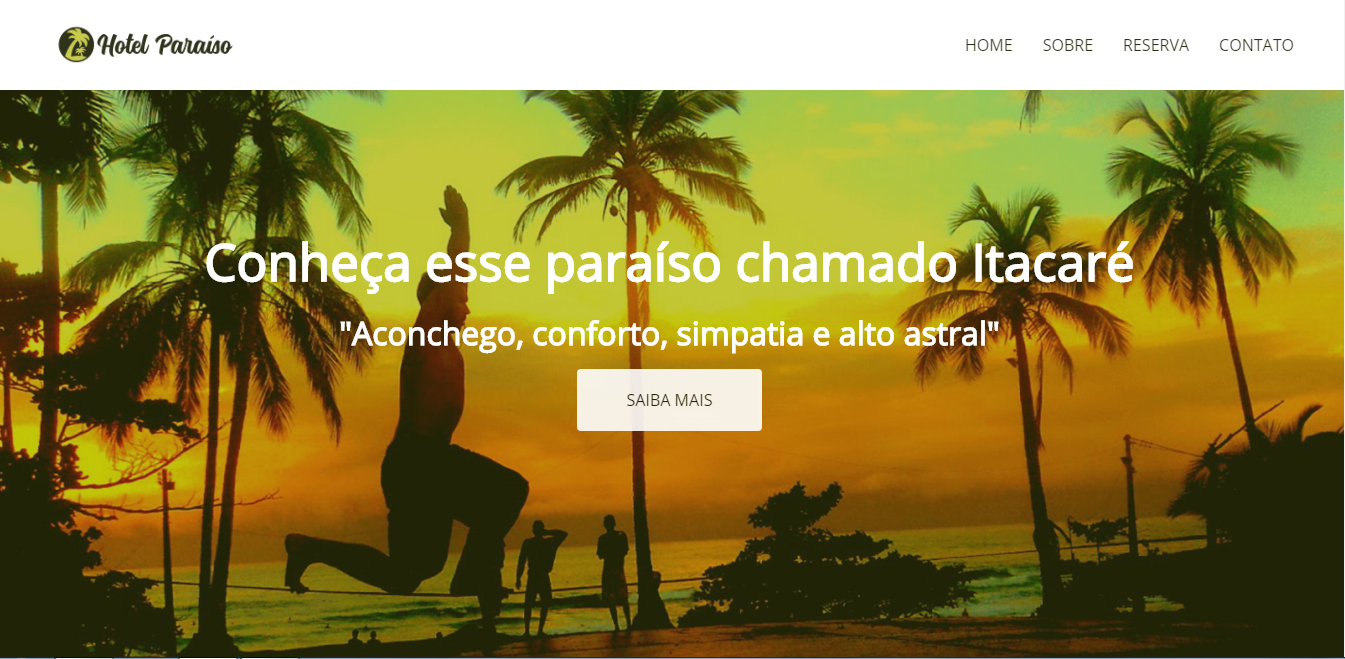 Hotel Paraíso
HOME SOBRE RESERVA CONTATO
Conheça esse paraíso chamado Itacaré
"Aconchego, conforto, simpatia e alto astral"
SAIBA MAIS